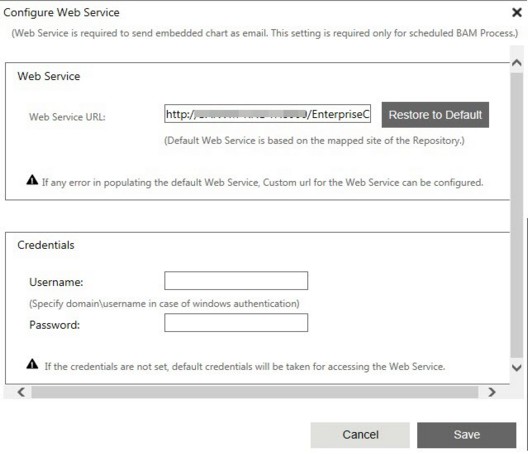 Configure Web Service
(Web Service is required to send embedded chart as email. This setting is required only for scheduled BAM Process.)
Web Service
Web Service URL:
http:/ /EnterpriseC
Restore to Default
(Default Web Service is based on the mapped site of the Repository.)
If any error in populating the default Web Service, Custom url for the Web Service can be configured.
Credentials
Username:
(Specify domain\username in case of windows authentication)
Password:
If the credentials are not set, default credentials will be taken for accessing the Web Service.
Cancel
Save